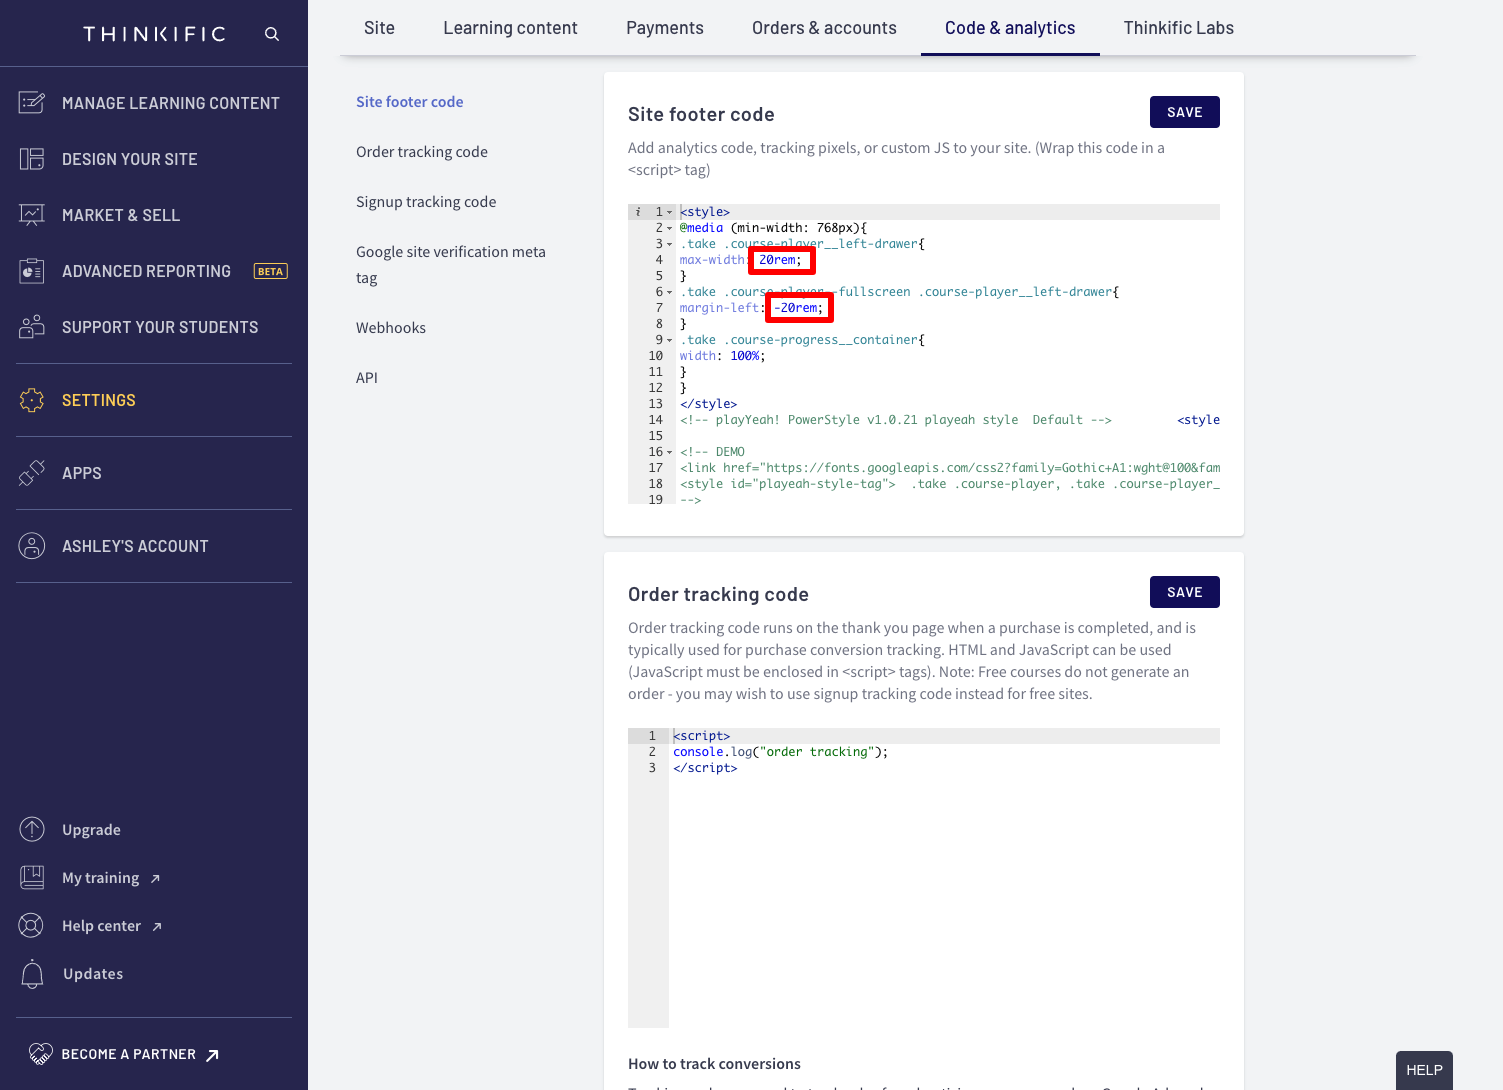 THINKIFIC
MANAGE LEARNING CONTENT
DESIGN YOUR SITE
MARKET & SELL
ADVANCED REPORTING BETA
SUPPORT YOUR STUDENTS
SETTINGS
APPS
ASHLEY'S ACCOUNT
Upgrade
My training
Help center
Updates
BECOME A PARTNER
Site Learning content Payments Orders & accounts Code & analytics Thinkific Labs
Site footer code
Order tracking code
Signup tracking code
Google site verification meta
tag
Webhooks
API
Site footer code
SAVE
Add analytics code, tracking pixels, or custom JS to your site. (Wrap this code in a
<script> tag)
i 1 <style>
2 @media (min-width: 768px){
3 .take .course-player__left-drawer{
4 max-width: 20rem;
5 }
6 .take .course-player--fullscreen .course-player__left-drawer{
7 margin-left: -20rem;
8 }
9 .take .course-progress__container{
10 width: 100%;
11 }
12 }
13 </style>
14 <!-- playYeah! PowerStyle v1.0.21 playeah style Default --> <style
15
16 <!-- DEMO
17 <link href="https://fonts.googleapis.com/css2?family=Gothic+A1:wght@100&fam
18 <style id="playeah-style-tag"> .take .course-player, .take .course-player_
19 -->
Order tracking code
SAVE
Order tracking code runs on the thank you page when a purchase is completed, and is
typically used for purchase conversion tracking. HTML and JavaScript can be used
(JavaScript must be enclosed in <script> tags). Note: Free courses do not generate an
order - you may wish to use signup tracking code instead for free sites.
1 <script>
2 console.log("order tracking");
3 </script>
How to track conversions
HELP